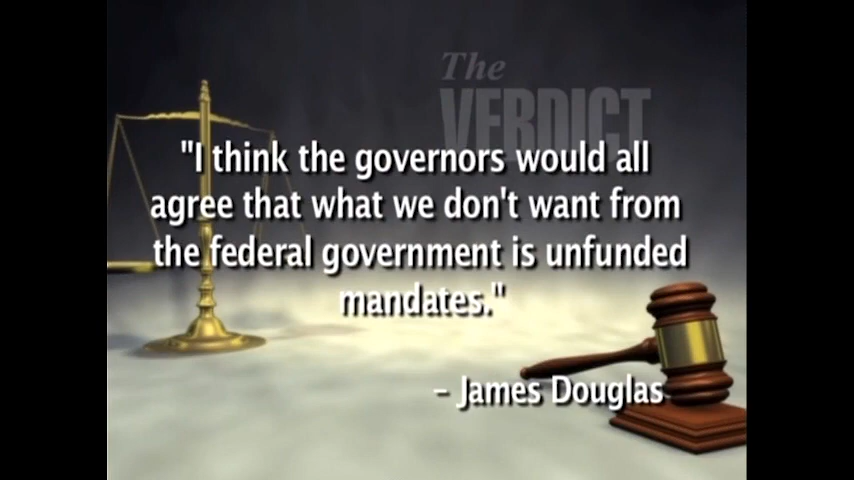 The
VERDICT
"I think the governors would all
agree that what we don't want from
the federal government is unfunded
mandates."
– James Douglas